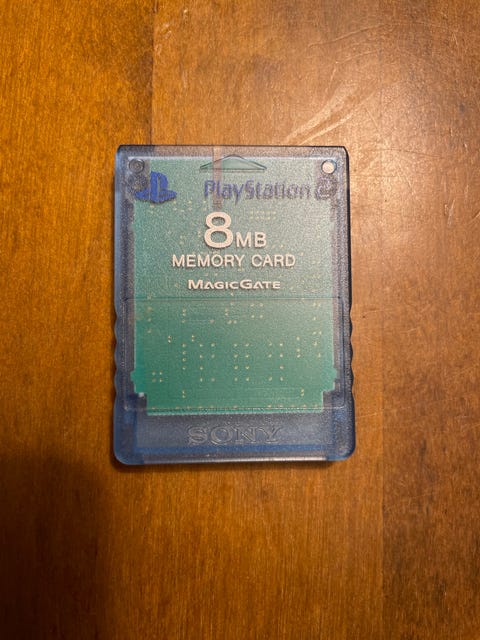 PlayStation 2
8MB
MEMORY CARD
MAGICGATE
SONY